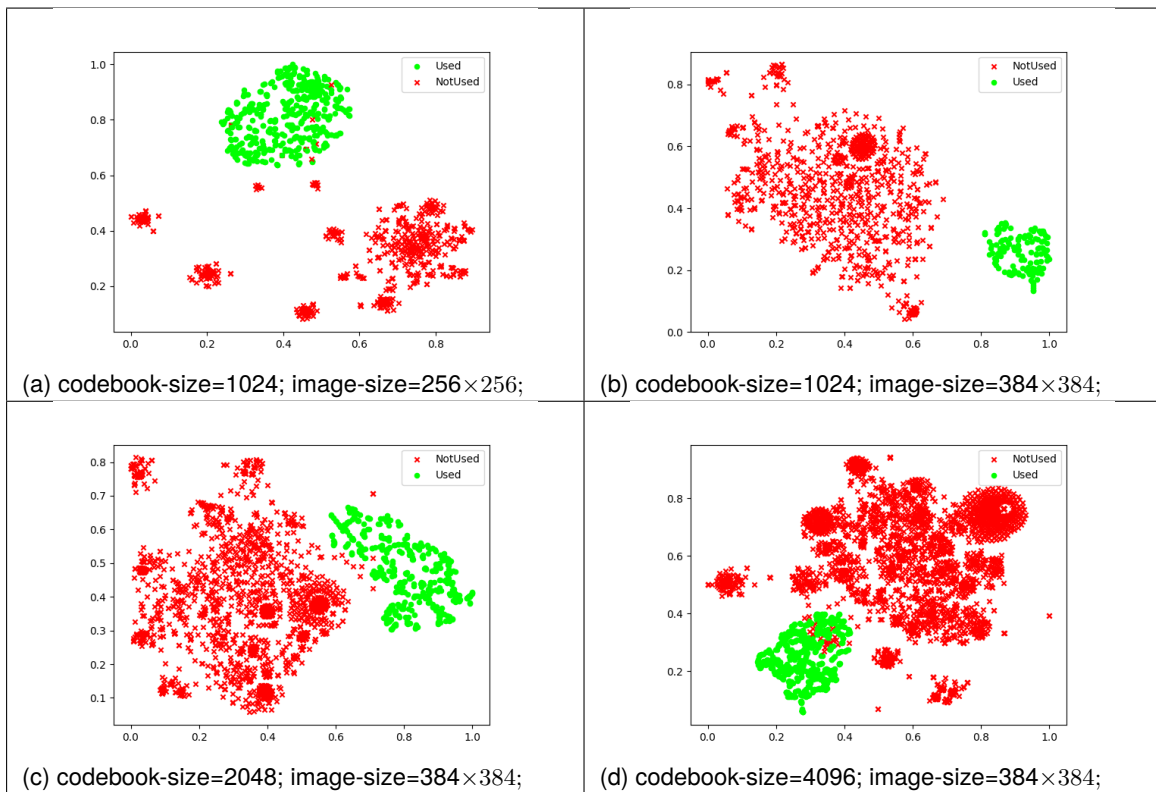 1.0
0.8
0.6
0.4
0.2
0.0 0.2 0.4 0.6 0.8
Used
NotUsed
(a) codebook-size=1024; image-size=256×256;
0.8
0.6
0.4
0.2
0.0
0.0 0.2 0.4 0.6 0.8 1.0
NotUsed
Used
(b) codebook-size=1024; image-size=384×384;
0.8
0.7
0.6
0.5
0.4
0.3
0.2
0.1
0.0 0.2 0.4 0.6 0.8 1.0
NotUsed
Used
(c) codebook-size=2048; image-size=384×384;
0.8
0.6
0.4
0.2
0.0 0.2 0.4 0.6 0.8 1.0
NotUsed
Used
(d) codebook-size=4096; image-size=384×384;